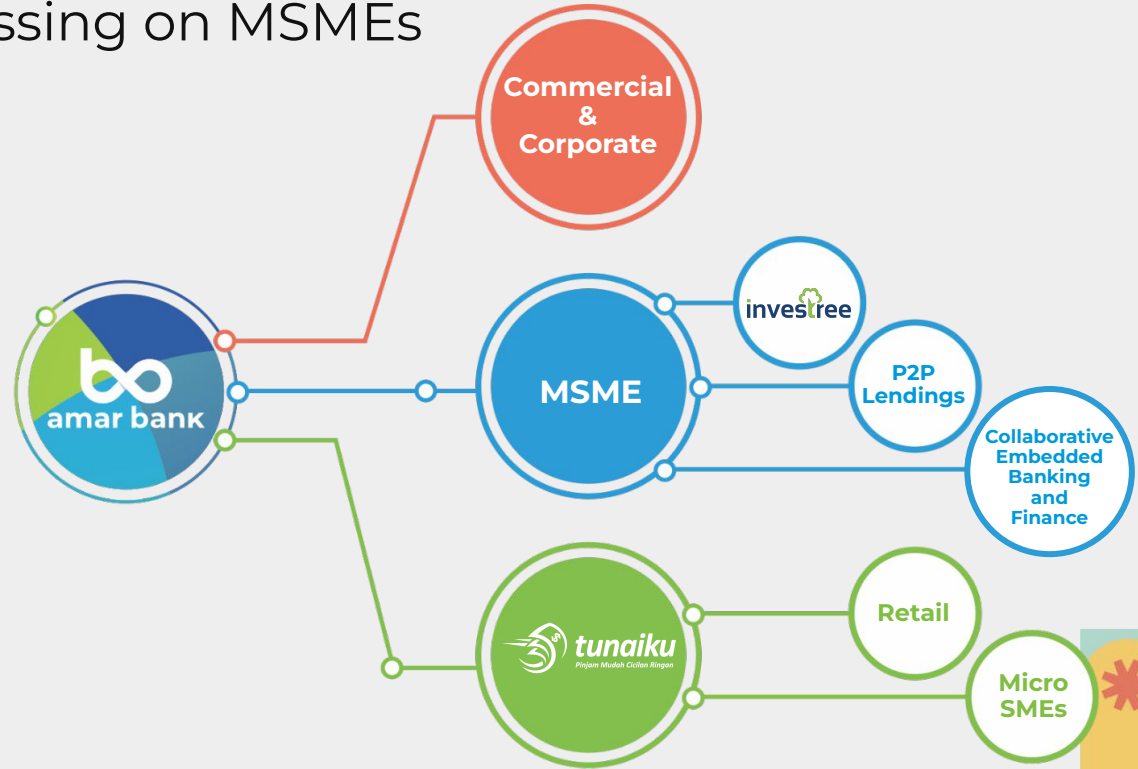 ssing on MSMEs
Commercial
&
Corporate
amar bank
MSME
investree
P2P
Lendings
Collaborative
Embedded
Banking
and
Finance
tunaiku
Pinjam Mudah Cicilan Ringan
Retail
Micro
SMEs